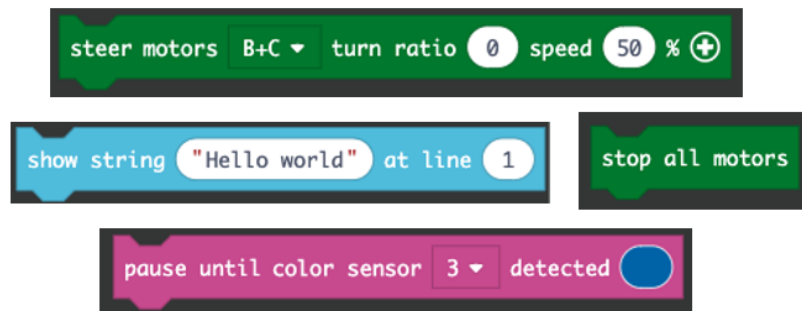 steer motors B+C turn ratio 0 speed 50 %
show string "Hello world" at line 1
stop all motors
pause until color sensor 3 detected